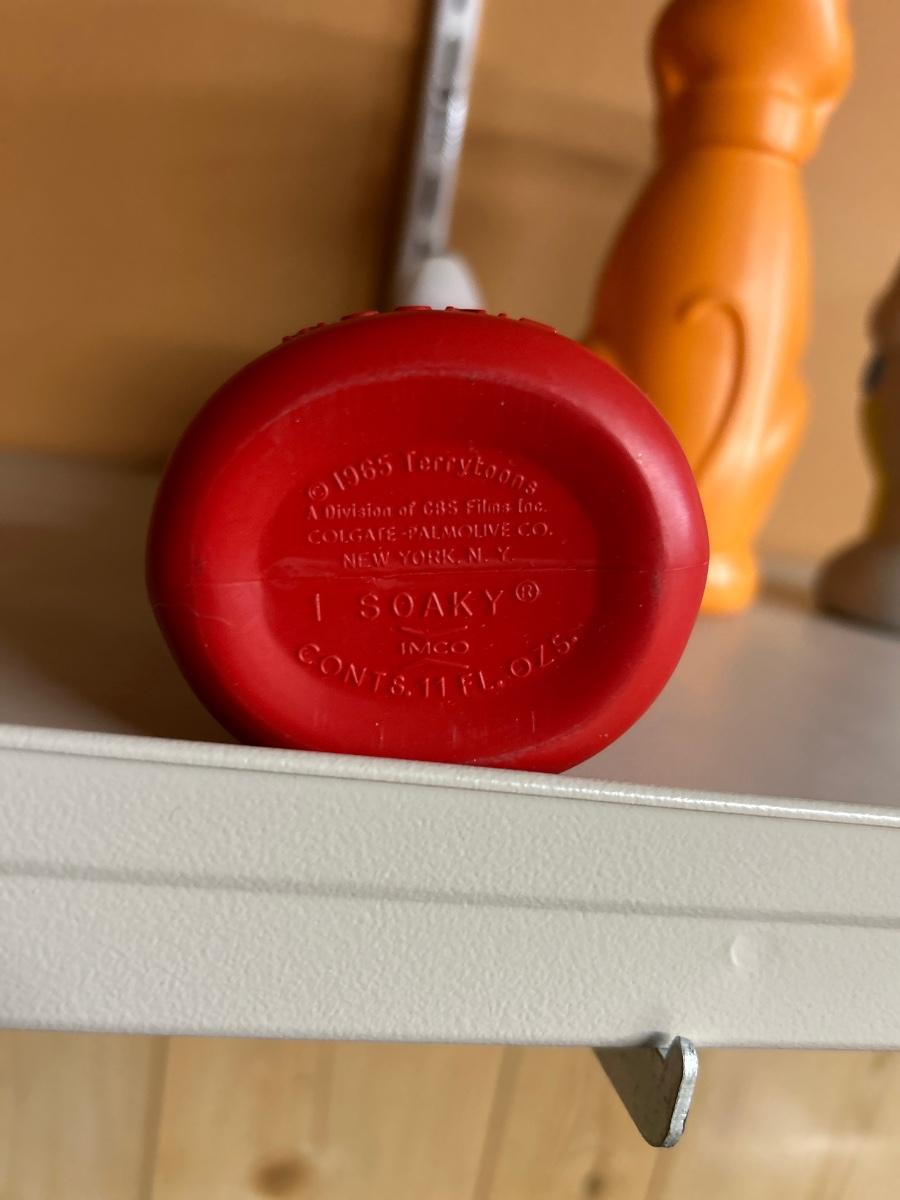 © 1965 Terrytoons
A Division of CBS Films Inc.
COLGATE-PALMOLIVE CO.
NEW YORK, N. Y.
1 SOAKY®
IMCO
CONTS. 11 FL. OZS.